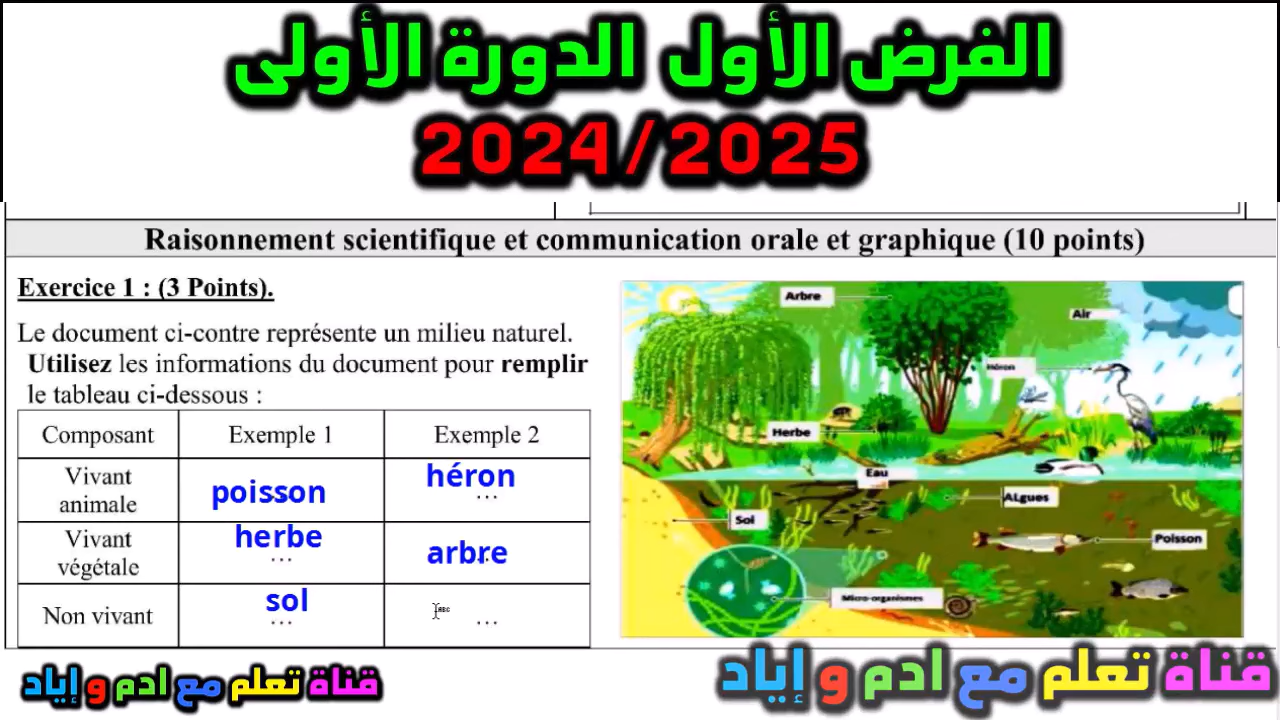 الفرض الأول الدورة الأولى
2024/2025
Raisonnement scientifique et communication orale et graphique (10 points)
Exercice 1 : (3 Points).
Le document ci-contre représente un milieu naturel.
Utilisez les informations du document pour remplir
le tableau ci-dessous :
Composant Exemple 1 Exemple 2
Vivant animale poisson héron ...
Vivant végétale herbe ... arbre ...
Non vivant sol ... ...
Arbre
Air
Héron
Herbe
Eau
ALgues
Sol
Poisson
Micro-organismes
قناة تعلم مع ادم و إياد
قناة تعلم مع ادم و إياد